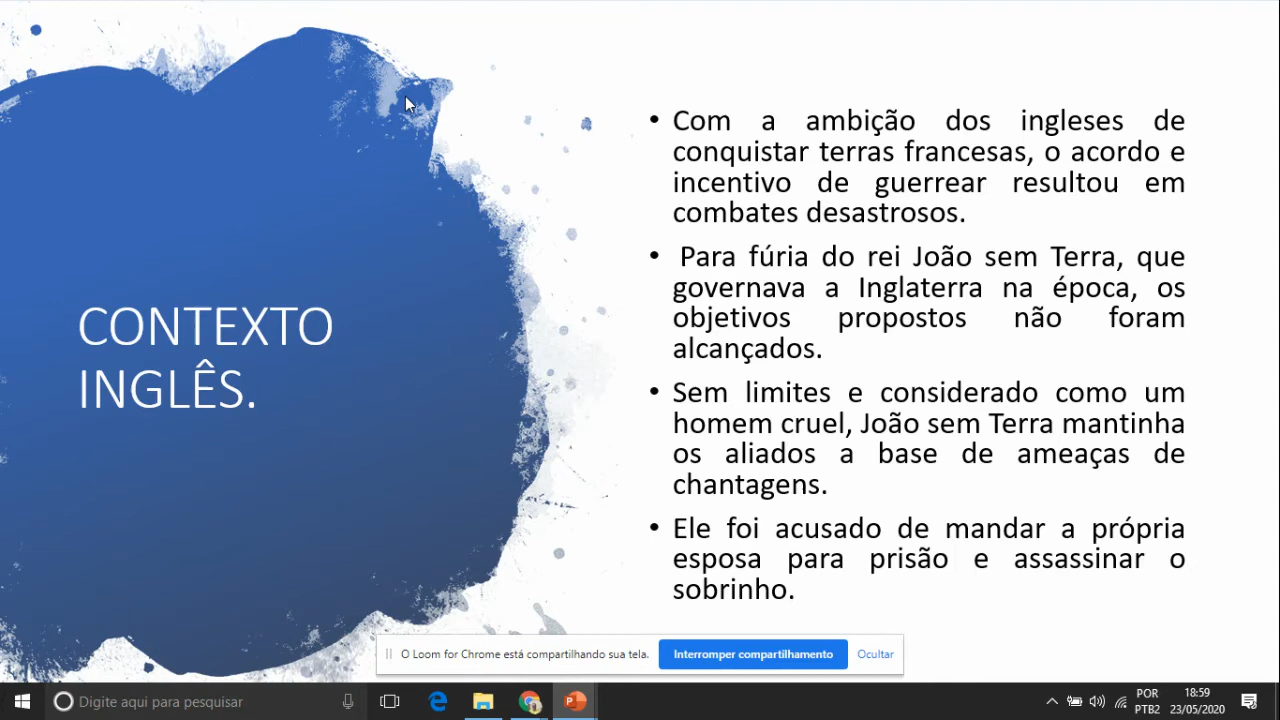 CONTEXTO
INGLÊS.
• Com a ambição dos ingleses de
conquistar terras francesas, o acordo e
incentivo de guerrear resultou em
combates desastrosos.
• Para fúria do rei João sem Terra, que
governava a Inglaterra na época, os
objetivos propostos não foram
alcançados.
• Sem limites e considerado como um
homem cruel, João sem Terra mantinha
os aliados a base de ameaças de
chantagens.
• Ele foi acusado de mandar a própria
esposa para prisão e assassinar o
sobrinho.
O Loom for Chrome está compartilhando sua tela. Interromper compartilhamento Ocultar
Digite aqui para pesquisar
POR
PTB2
18:59
23/05/2020